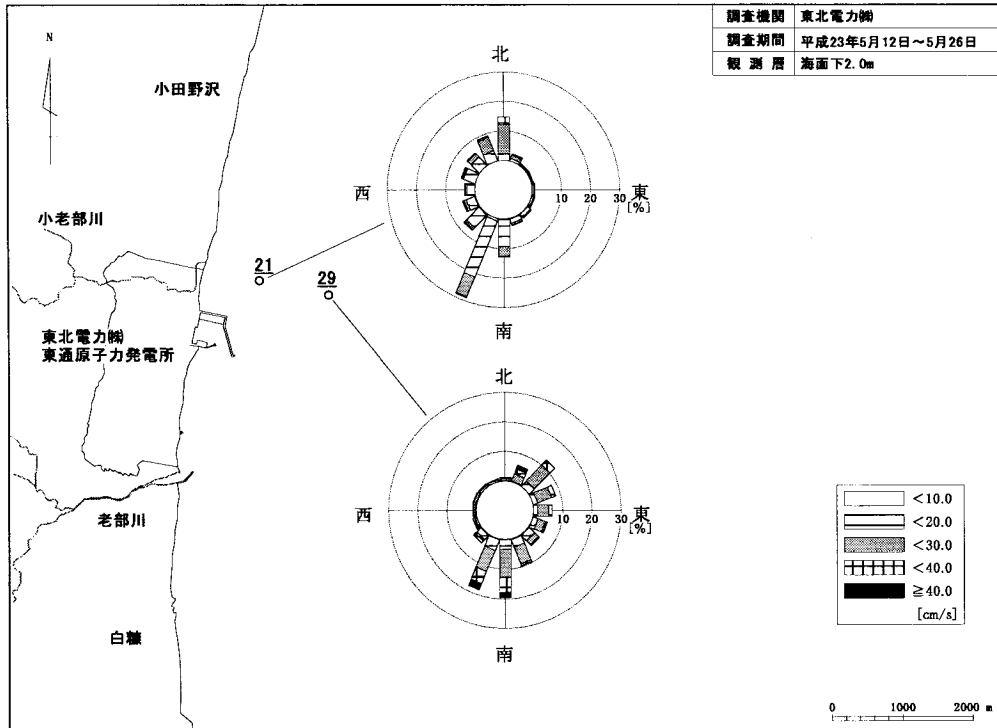 調査機関 東北電力㈱
調査期間 平成23年5月12日～5月26日
観測層 海面下2.0m
N
小田野沢
小老部川
21
29
東北電力㈱
東通原子力発電所
老部川
白糠
北
西
東
10 20 30
[%]
南
北
西
東
10 20 30
[%]
南
<10.0
<20.0
<30.0
<40.0
≧40.0
[cm/s]
0 1000 2000 m